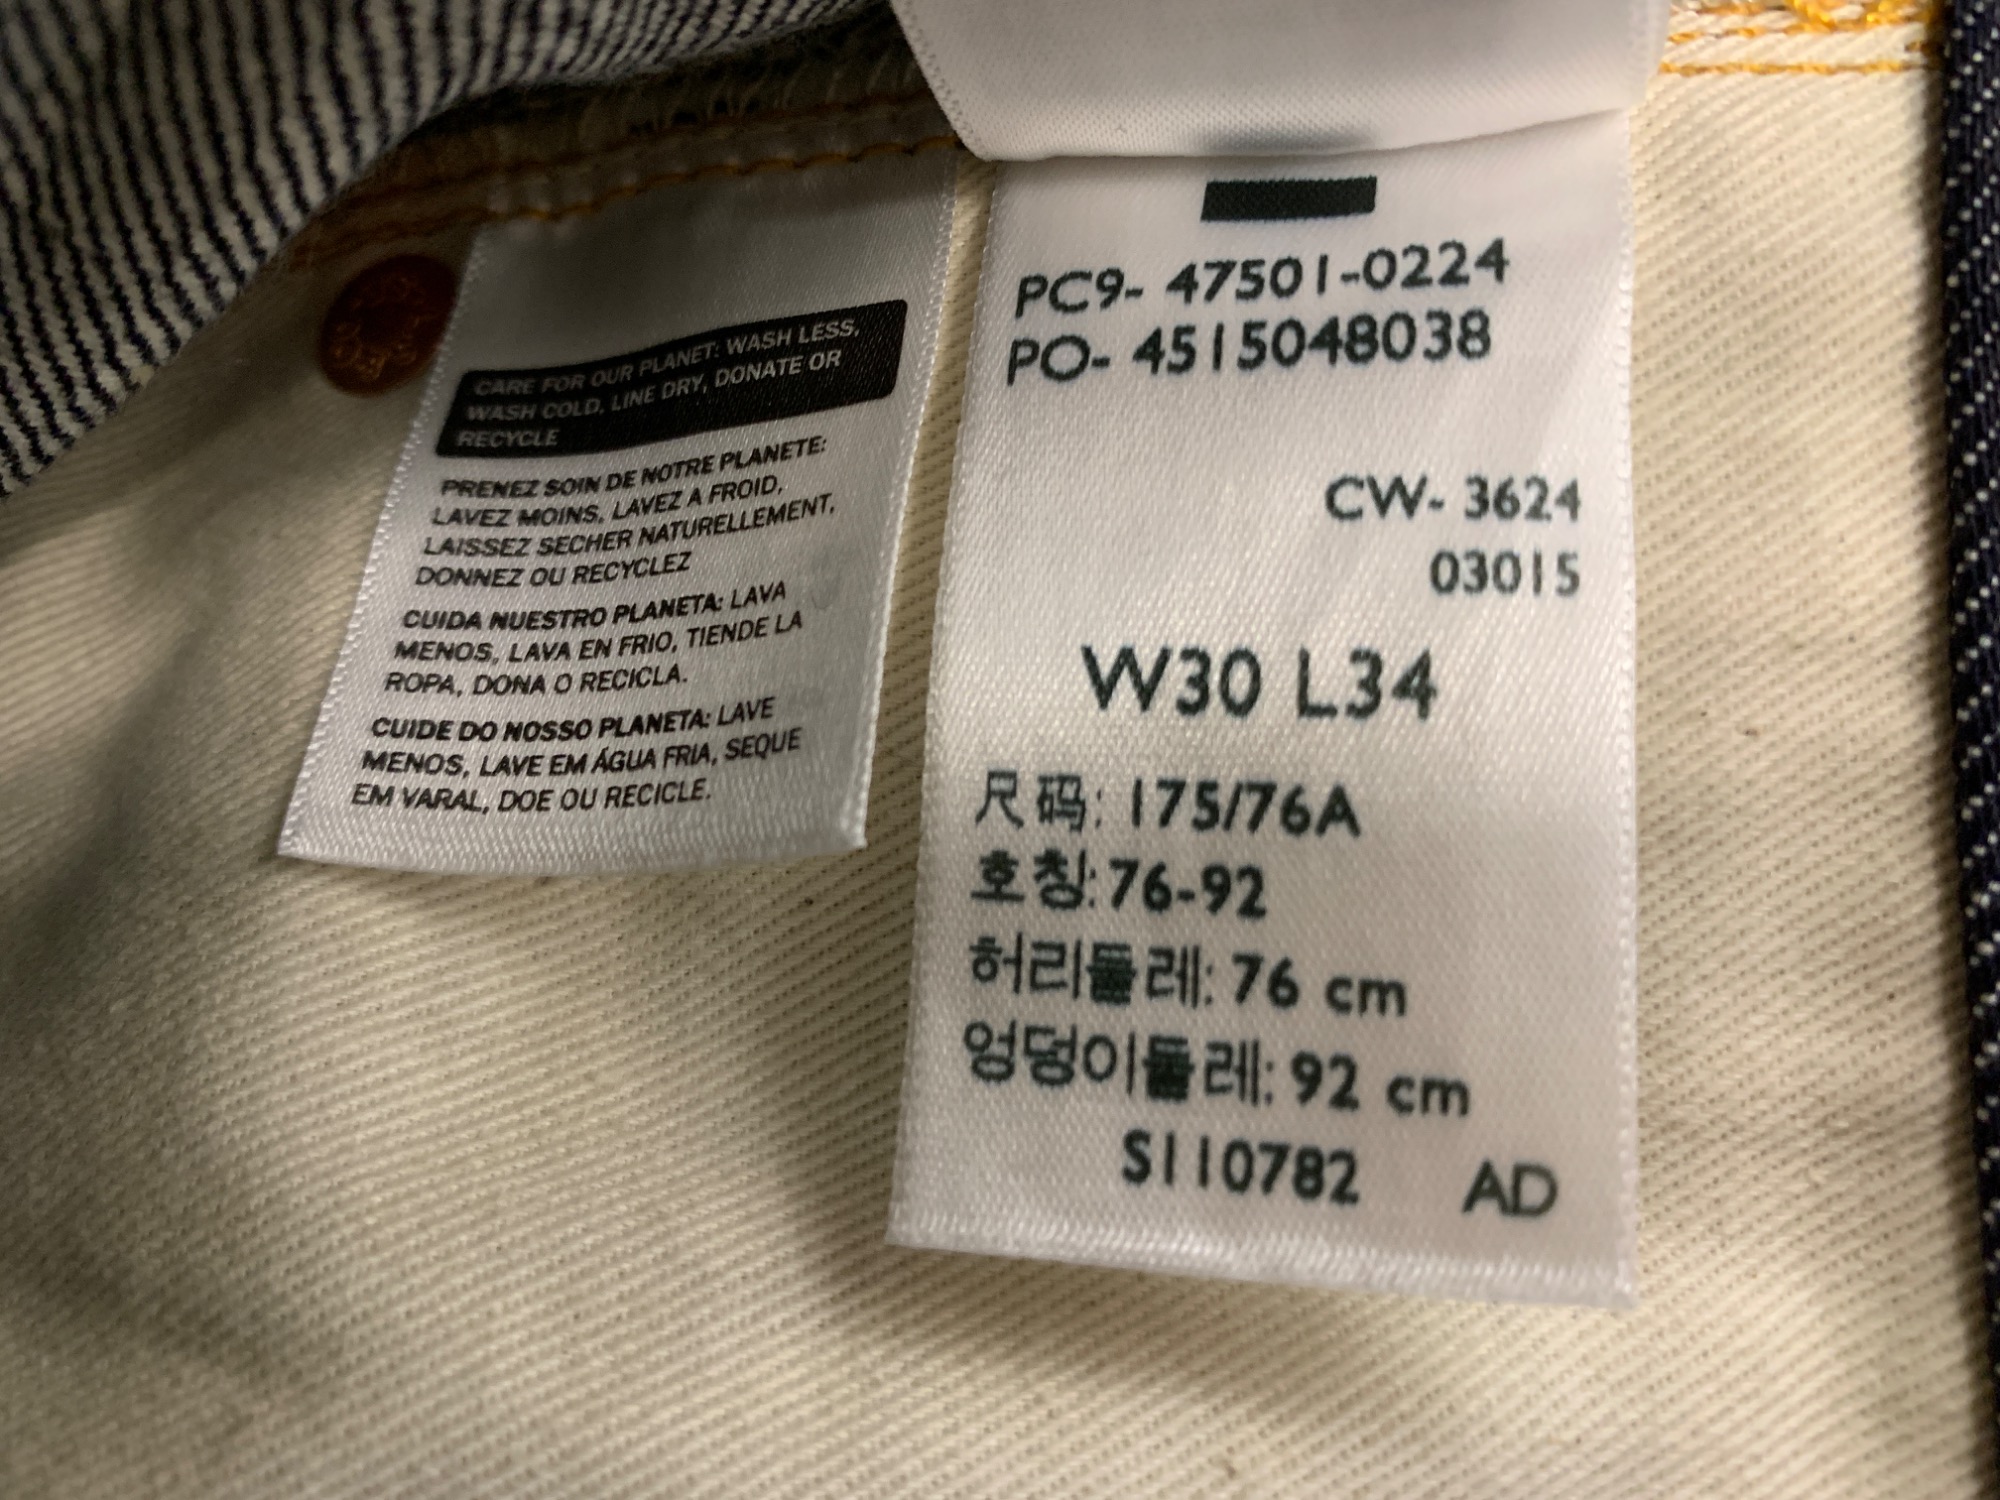 CARE FOR OUR PLANET: WASH LESS,
WASH COLD, LINE DRY, DONATE OR
RECYCLE
PRENEZ SOIN DE NOTRE PLANETE:
LAVEZ MOINS, LAVEZ A FROID,
LAISSEZ SECHER NATURELLEMENT,
DONNEZ OU RECYCLEZ
CUIDA NUESTRO PLANETA: LAVA
MENOS, LAVA EN FRIO, TIENDE LA
ROPA, DONA O RECICLA.
CUIDE DO NOSSO PLANETA: LAVE
MENOS, LAVE EM ÁGUA FRIA, SEQUE
EM VARAL, DOE OU RECICLE.
PC9- 47501-0224
PO- 4515048038
CW- 3624
03015
W30 L34
尺码: 175/76A
호칭: 76-92
허리둘레: 76 cm
엉덩이둘레: 92 cm
S110782 AD